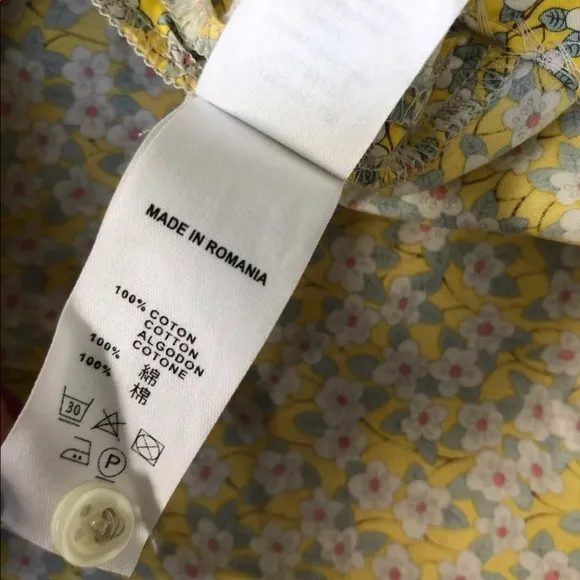 MADE IN ROMANIA
100% COTON
COTTON
ALGODON
COTONE
100% 綿
100% 棉
30
P